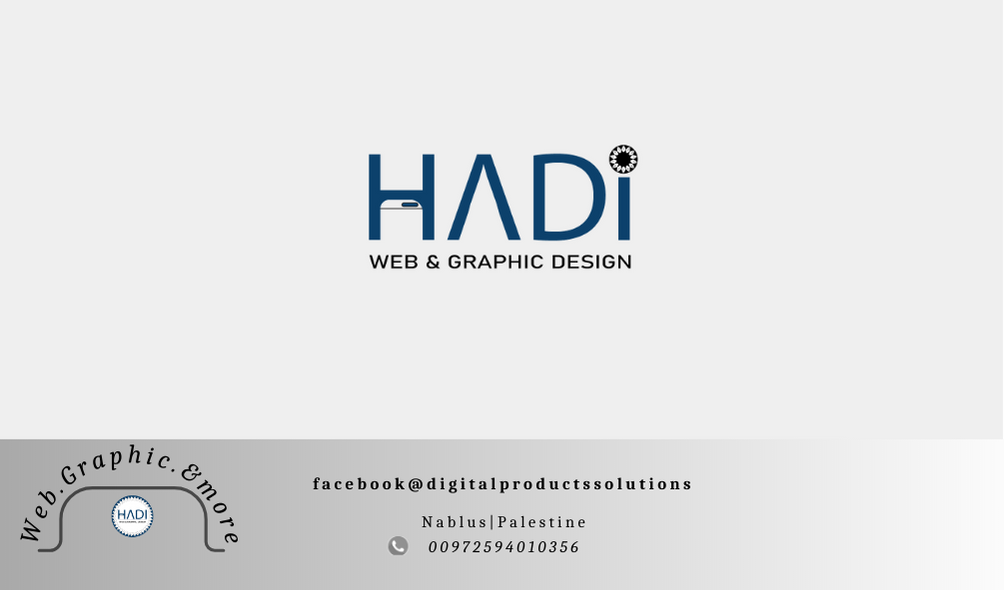 HADi
WEB & GRAPHIC DESIGN
Web.Graphic.&more
HADI
facebook@digitalproductssolutions
Nablus|Palestine
00972594010356